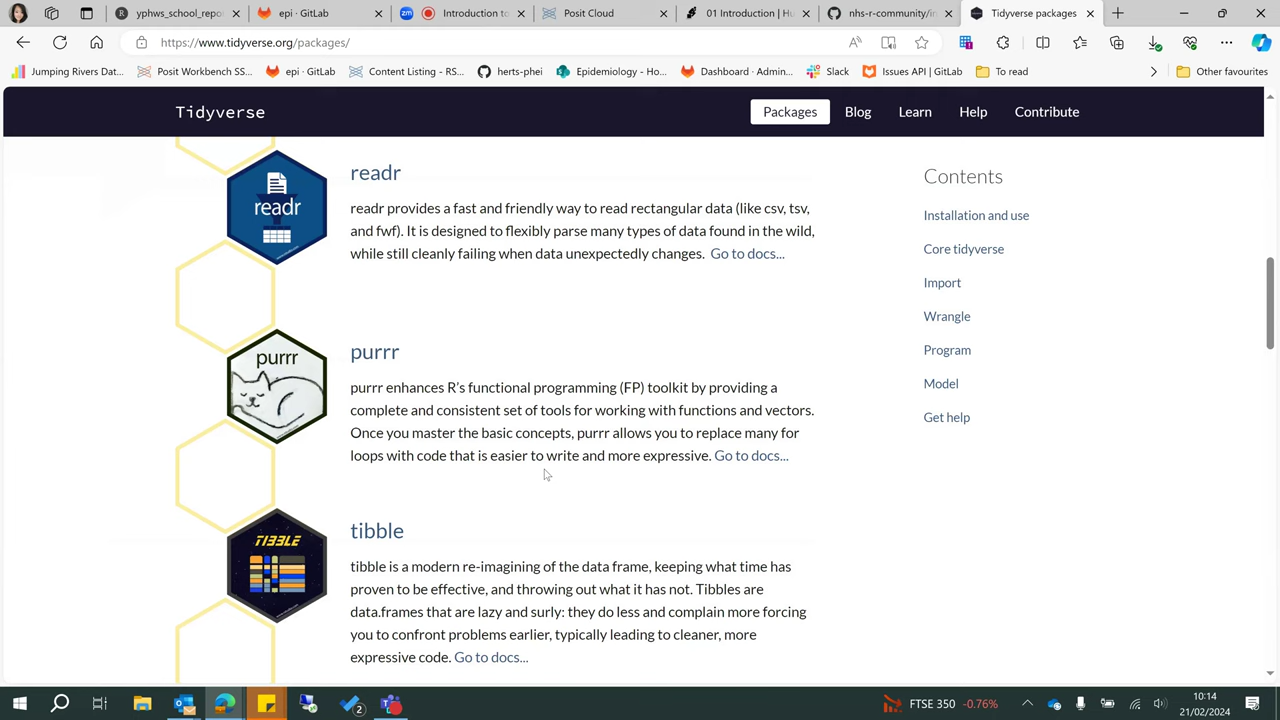 yphws_school_repo
epi · GitLab
Introduction to
Posit Cloud
01 Introduction | Hu
nhs-r-community/in
Tidyverse packages
https://www.tidyverse.org/packages/
Jumping Rivers Dat...
Posit Workbench SS...
epi · GitLab
Content Listing - RS...
herts-phei
Epidemiology - Ho...
Dashboard · Admin...
Slack
Issues API | GitLab
To read
Other favourites
Tidyverse
Packages
Blog
Learn
Help
Contribute
readr
readr
readr provides a fast and friendly way to read rectangular data (like csv, tsv,
and fwf). It is designed to flexibly parse many types of data found in the wild,
while still cleanly failing when data unexpectedly changes. Go to docs...
purrr
purrr
purrr enhances R’s functional programming (FP) toolkit by providing a
complete and consistent set of tools for working with functions and vectors.
Once you master the basic concepts, purrr allows you to replace many for
loops with code that is easier to write and more expressive. Go to docs...
TIBBLE
tibble
tibble is a modern re-imagining of the data frame, keeping what time has
proven to be effective, and throwing out what it has not. Tibbles are
data.frames that are lazy and surly: they do less and complain more forcing
you to confront problems earlier, typically leading to cleaner, more
expressive code. Go to docs...
Contents
Installation and use
Core tidyverse
Import
Wrangle
Program
Model
Get help
2
FTSE 350 -0.76%
10:14
21/02/2024